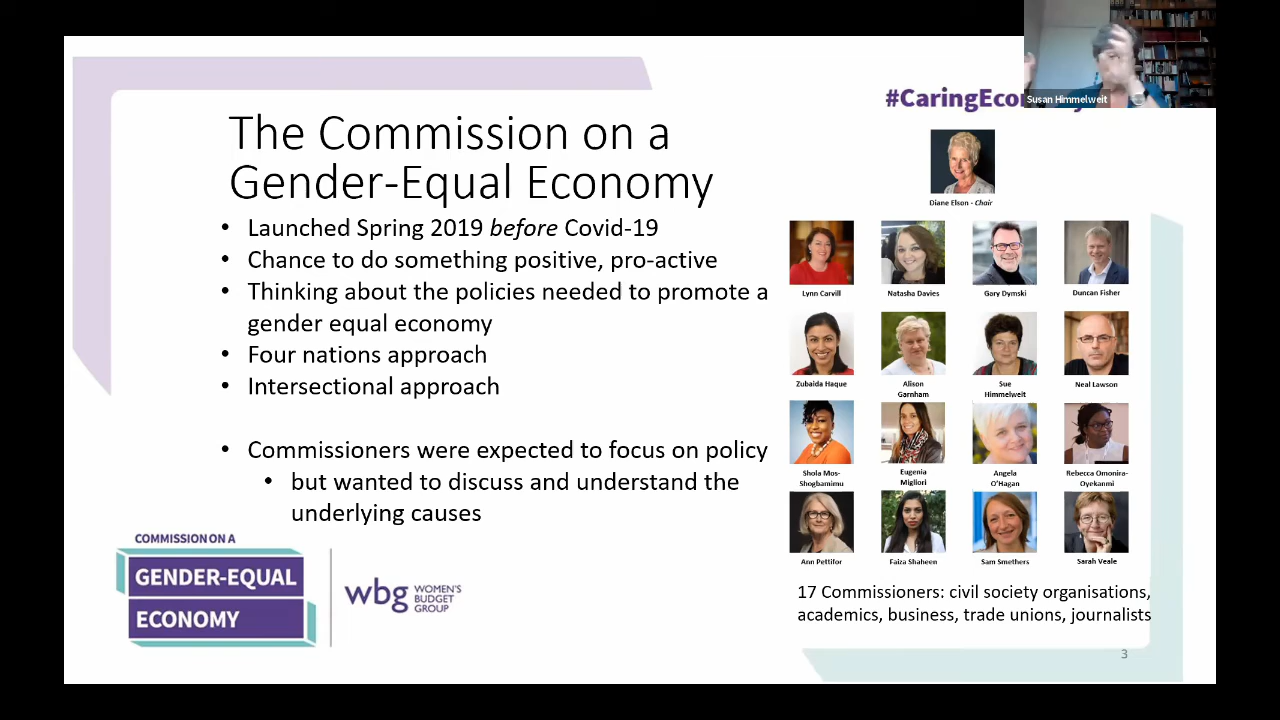 #CaringEco
Susan Himmelweit
The Commission on a
Gender-Equal Economy
• Launched Spring 2019 before Covid-19
• Chance to do something positive, pro-active
• Thinking about the policies needed to promote a
gender equal economy
• Four nations approach
• Intersectional approach
• Commissioners were expected to focus on policy
• but wanted to discuss and understand the
underlying causes
COMMISSION ON A
GENDER-EQUAL
ECONOMY
wbg
WOMEN'S
BUDGET
GROUP
Diane Elson - Chair
Lynn Carvill
Natasha Davies
Gary Dymski
Duncan Fisher
Zubaida Haque
Alison
Garnham
Sue
Himmelweit
Neal Lawson
Shola Mos-
Shogbamimu
Eugenia
Migliori
Angela
O'Hagan
Rebecca Omonira-
Oyekanmi
Ann Pettifor
Faiza Shaheen
Sam Smethers
Sarah Veale
17 Commissioners: civil society organisations,
academics, business, trade unions, journalists
3